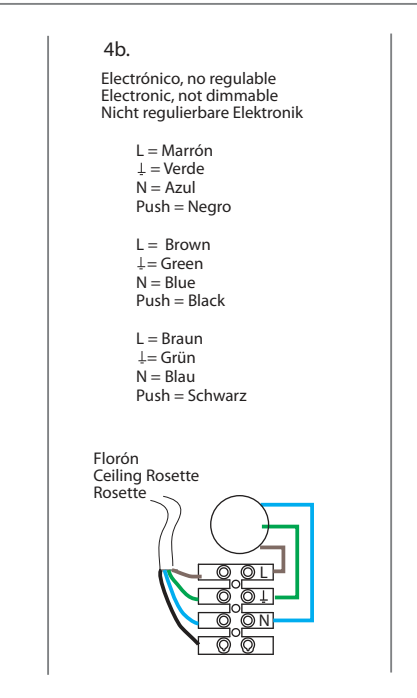 4b.
Electrónico, no regulable
Electronic, not dimmable
Nicht regulierbare Elektronik
L = Marrón
⏚ = Verde
N = Azul
Push = Negro
L = Brown
⏚= Green
N = Blue
Push = Black
L = Braun
⏚= Grün
N = Blau
Push = Schwarz
Florón
Ceiling Rosette
Rosette
L
⏚
N